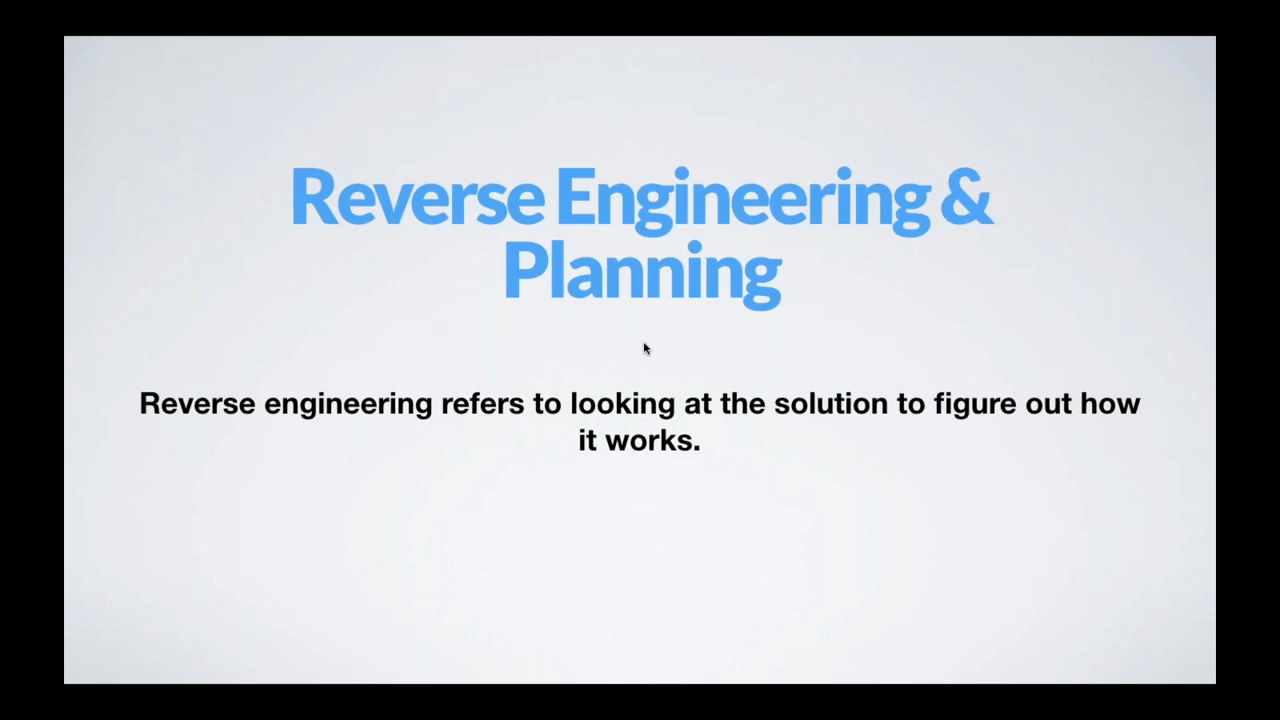 Reverse Engineering &
Planning
Reverse engineering refers to looking at the solution to figure out how
it works.